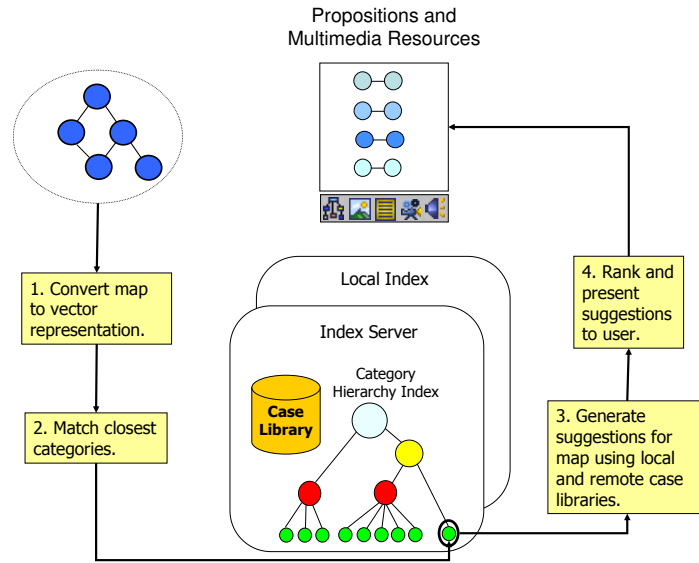 Propositions and
Multimedia Resources
1. Convert map
to vector
representation.
2. Match closest
categories.
Local Index
Index Server
Category
Hierarchy Index
Case
Library
3. Generate
suggestions for
map using local
and remote case
libraries.
4. Rank and
present
suggestions
to user.